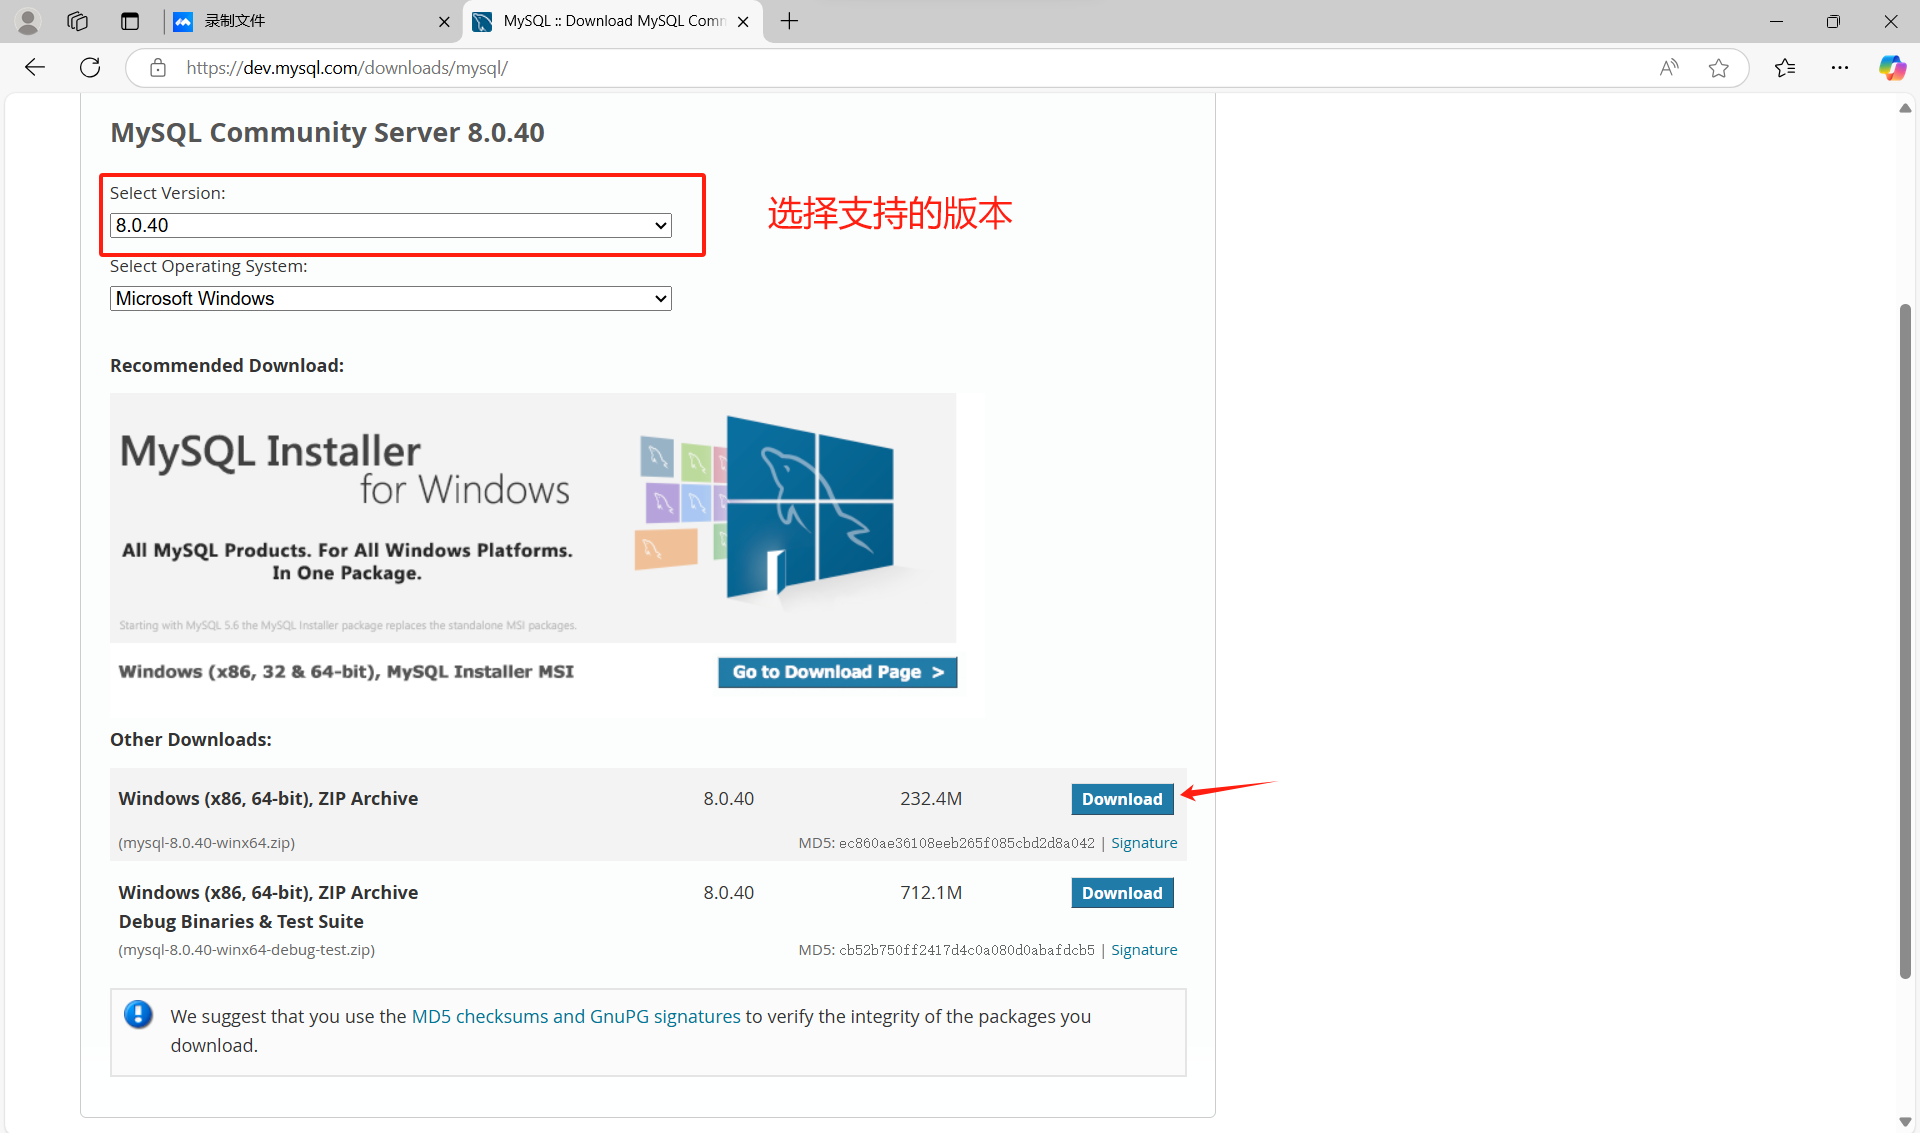 录制文件
MySQL :: Download MySQL Comm
https://dev.mysql.com/downloads/mysql/
MySQL Community Server 8.0.40
Select Version:
8.0.40
选择支持的版本
Select Operating System:
Microsoft Windows
Recommended Download:
MySQL Installer
for Windows
All MySQL Products. For All Windows Platforms.
In One Package.
Starting with MySQL 5.6 the MySQL Installer package replaces the standalone MSI packages.
Windows (x86, 32 & 64-bit), MySQL Installer MSI
Go to Download Page >
Other Downloads:
Windows (x86, 64-bit), ZIP Archive 8.0.40 232.4M Download
(mysql-8.0.40-winx64.zip) MD5: ec860ae36108eeb265f085cbd2d8a042 | Signature
Windows (x86, 64-bit), ZIP Archive 8.0.40 712.1M Download
Debug Binaries & Test Suite
(mysql-8.0.40-winx64-debug-test.zip) MD5: cb52b750ff2417d4c0a080d0abafdcb5 | Signature
We suggest that you use the MD5 checksums and GnuPG signatures to verify the integrity of the packages you
download.